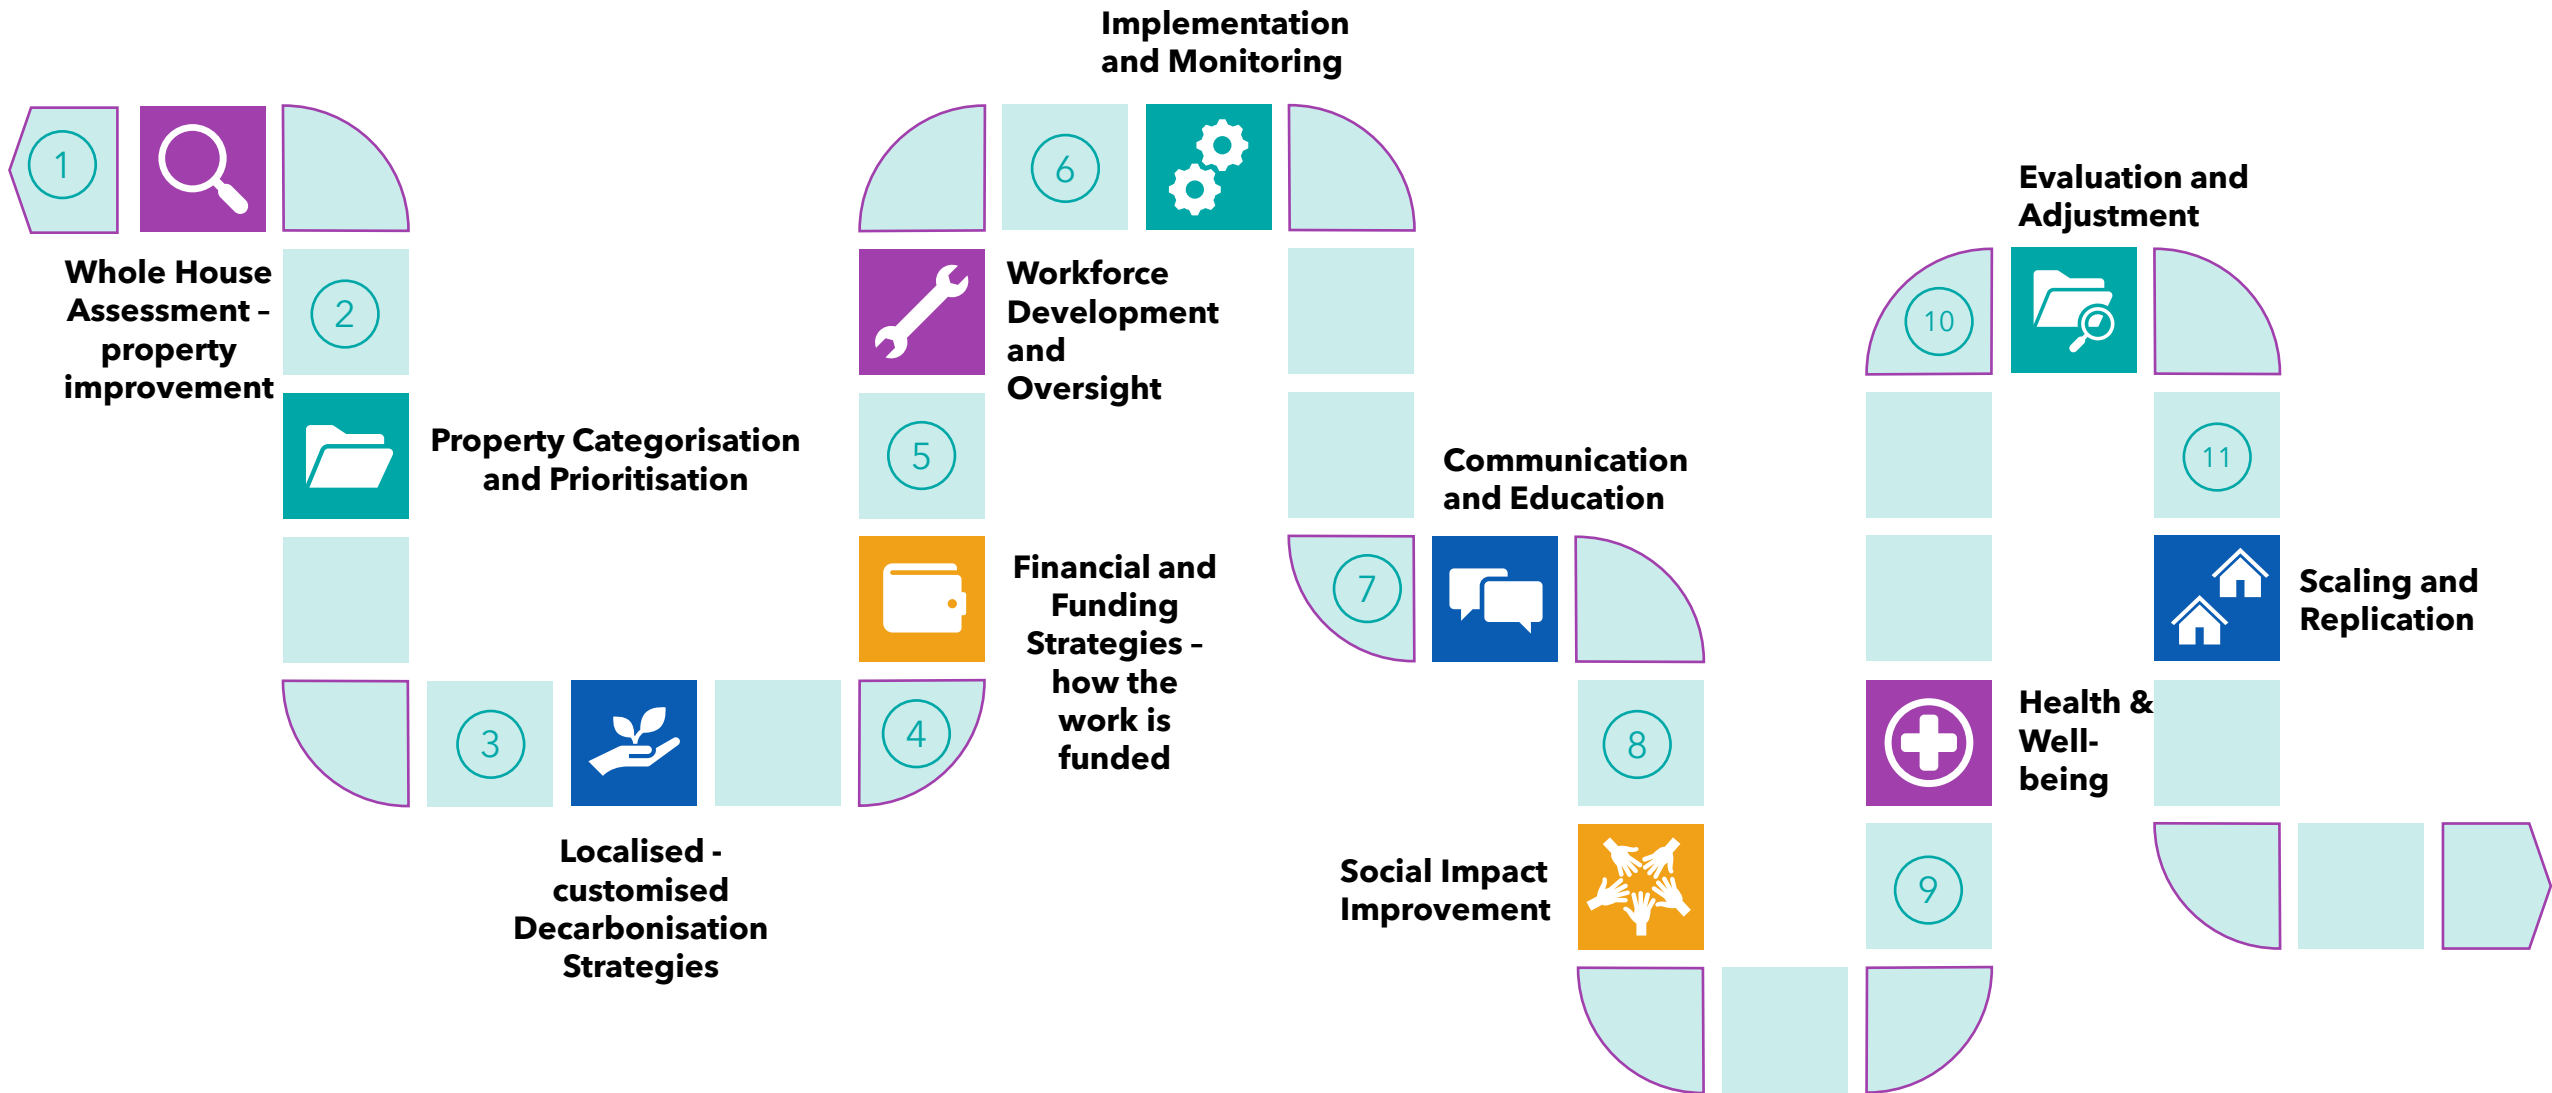 1
Whole House
Assessment –
property
improvement
2
Property Categorisation
and Prioritisation
3
Localised -
customised
Decarbonisation
Strategies
4
Financial and
Funding
Strategies –
how the
work is
funded
5
Workforce
Development
and
Oversight
6
Implementation
and Monitoring
7
Communication
and Education
8
Social Impact
Improvement
9
Health &
Well-
being
10
Evaluation and
Adjustment
11
Scaling and
Replication